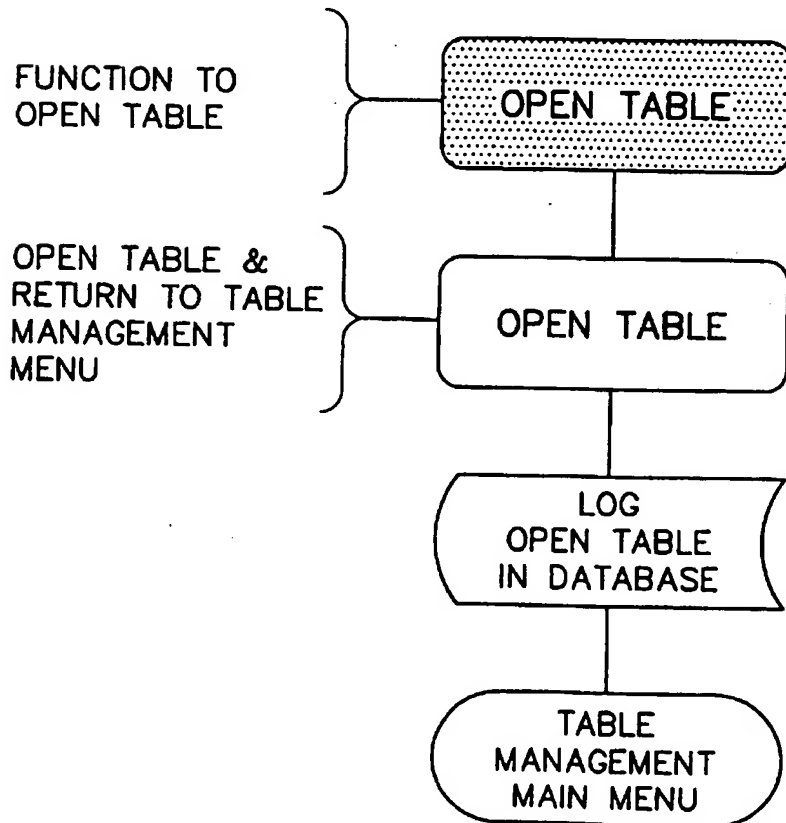 FUNCTION TO
OPEN TABLE
OPEN TABLE
OPEN TABLE &
RETURN TO TABLE
MANAGEMENT
MENU
OPEN TABLE
LOG
OPEN TABLE
IN DATABASE
TABLE
MANAGEMENT
MAIN MENU